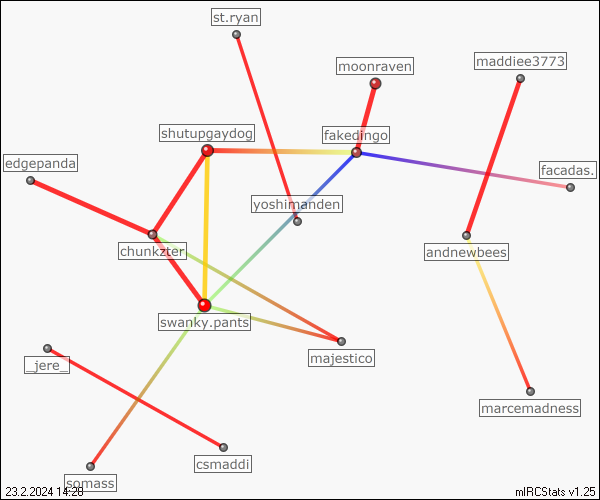 st.ryan
maddiee3773
moonraven
shutupgaydog
fakedingo
edgepanda
facadas.
yoshimanden
chunkzter
andnewbees
swanky.pants
majestico
_jere_
marcemadness
csmaddi
somass
23.2.2024 14:28
mIRCStats v1.25